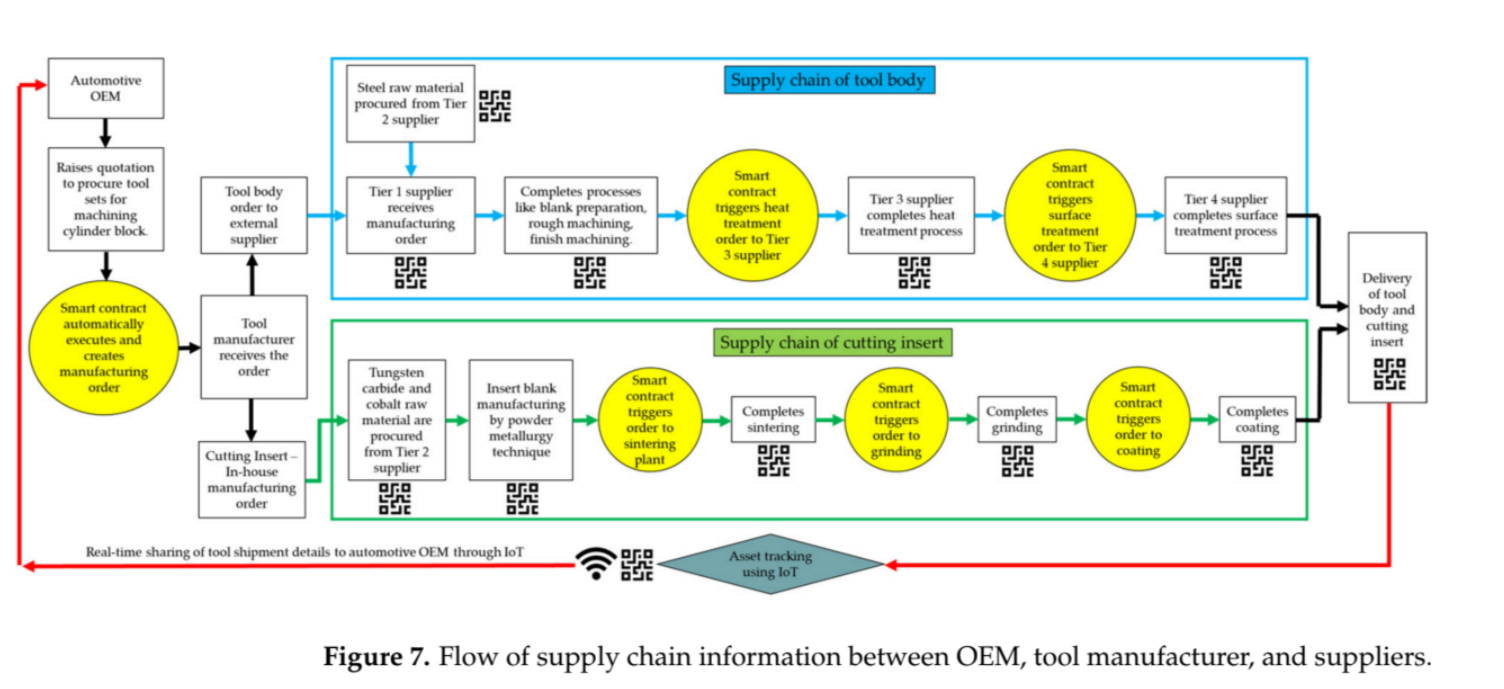 Automotive
OEM
Raises quotation
to procure tool
sets for
machining
cylinder block.
Smart contract
automatically
executes and
creates
manufacturing
order
Tool
manufacturer
receives the
order
Tool body
order to
external
supplier
Cutting Insert –
In-house
manufacturing
order
Supply chain of tool body
Steel raw material
procured from Tier
2 supplier
Tier 1 supplier
receives
manufacturing
order
Completes processes
like blank preparation,
rough machining,
finish machining.
Smart
contract
triggers heat
treatment
order to Tier
3 supplier
Tier 3 supplier
completes heat
treatment process
Smart
contract
triggers
surface
treatment
order to Tier
4 supplier
Tier 4 supplier
completes surface
treatment process
Supply chain of cutting insert
Tungsten
carbide and
cobalt raw
material are
procured
from Tier 2
supplier
Insert blank
manufacturing
by powder
metallurgy
technique
Smart
contract
triggers
order to
sintering
plant
Completes
sintering
Smart
contract
triggers
order to
grinding
Completes
grinding
Smart
contract
triggers
order to
coating
Completes
coating
Delivery
of tool
body and
cutting
insert
Asset tracking
using IoT
Real-time sharing of tool shipment details to automotive OEM through IoT
Figure 7. Flow of supply chain information between OEM, tool manufacturer, and suppliers.